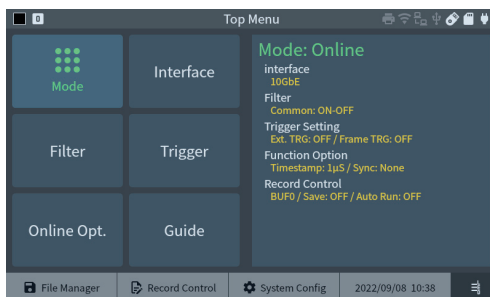 0
Top Menu
Mode
Interface
Filter
Trigger
Online Opt.
Guide
Mode: Online
interface
10GbE
Filter
Common: ON-OFF
Trigger Setting
Ext. TRG: OFF / Frame TRG: OFF
Function Option
Timestamp: 1μS / Sync: None
Record Control
BUF0 / Save: OFF / Auto Run: OFF
File Manager
Record Control
System Config
2022/09/08 10:38